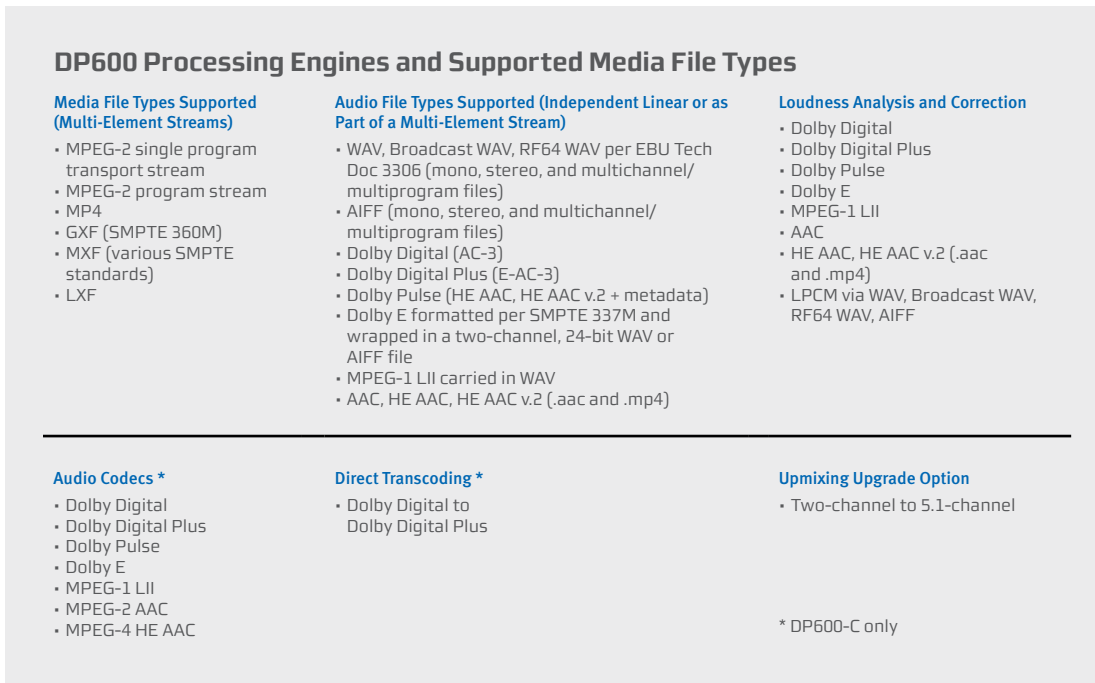 DP600 Processing Engines and Supported Media File Types
Media File Types Supported
(Multi-Element Streams)
• MPEG-2 single program
transport stream
• MPEG-2 program stream
• MP4
• GXF (SMPTE 360M)
• MXF (various SMPTE
standards)
• LXF
Audio File Types Supported (Independent Linear or as
Part of a Multi-Element Stream)
• WAV, Broadcast WAV, RF64 WAV per EBU Tech
Doc 3306 (mono, stereo, and multichannel/
multiprogram files)
• AIFF (mono, stereo, and multichannel/
multiprogram files)
• Dolby Digital (AC-3)
• Dolby Digital Plus (E-AC-3)
• Dolby Pulse (HE AAC, HE AAC v.2 + metadata)
• Dolby E formatted per SMPTE 337M and
wrapped in a two-channel, 24-bit WAV or
AIFF file
• MPEG-1 LII carried in WAV
• AAC, HE AAC, HE AAC v.2 (.aac and .mp4)
Loudness Analysis and Correction
• Dolby Digital
• Dolby Digital Plus
• Dolby Pulse
• Dolby E
• MPEG-1 LII
• AAC
• HE AAC, HE AAC v.2 (.aac
and .mp4)
• LPCM via WAV, Broadcast WAV,
RF64 WAV, AIFF
Audio Codecs *
• Dolby Digital
• Dolby Digital Plus
• Dolby Pulse
• Dolby E
• MPEG-1 LII
• MPEG-2 AAC
• MPEG-4 HE AAC
Direct Transcoding *
• Dolby Digital to
Dolby Digital Plus
Upmixing Upgrade Option
• Two-channel to 5.1-channel
* DP600-C only